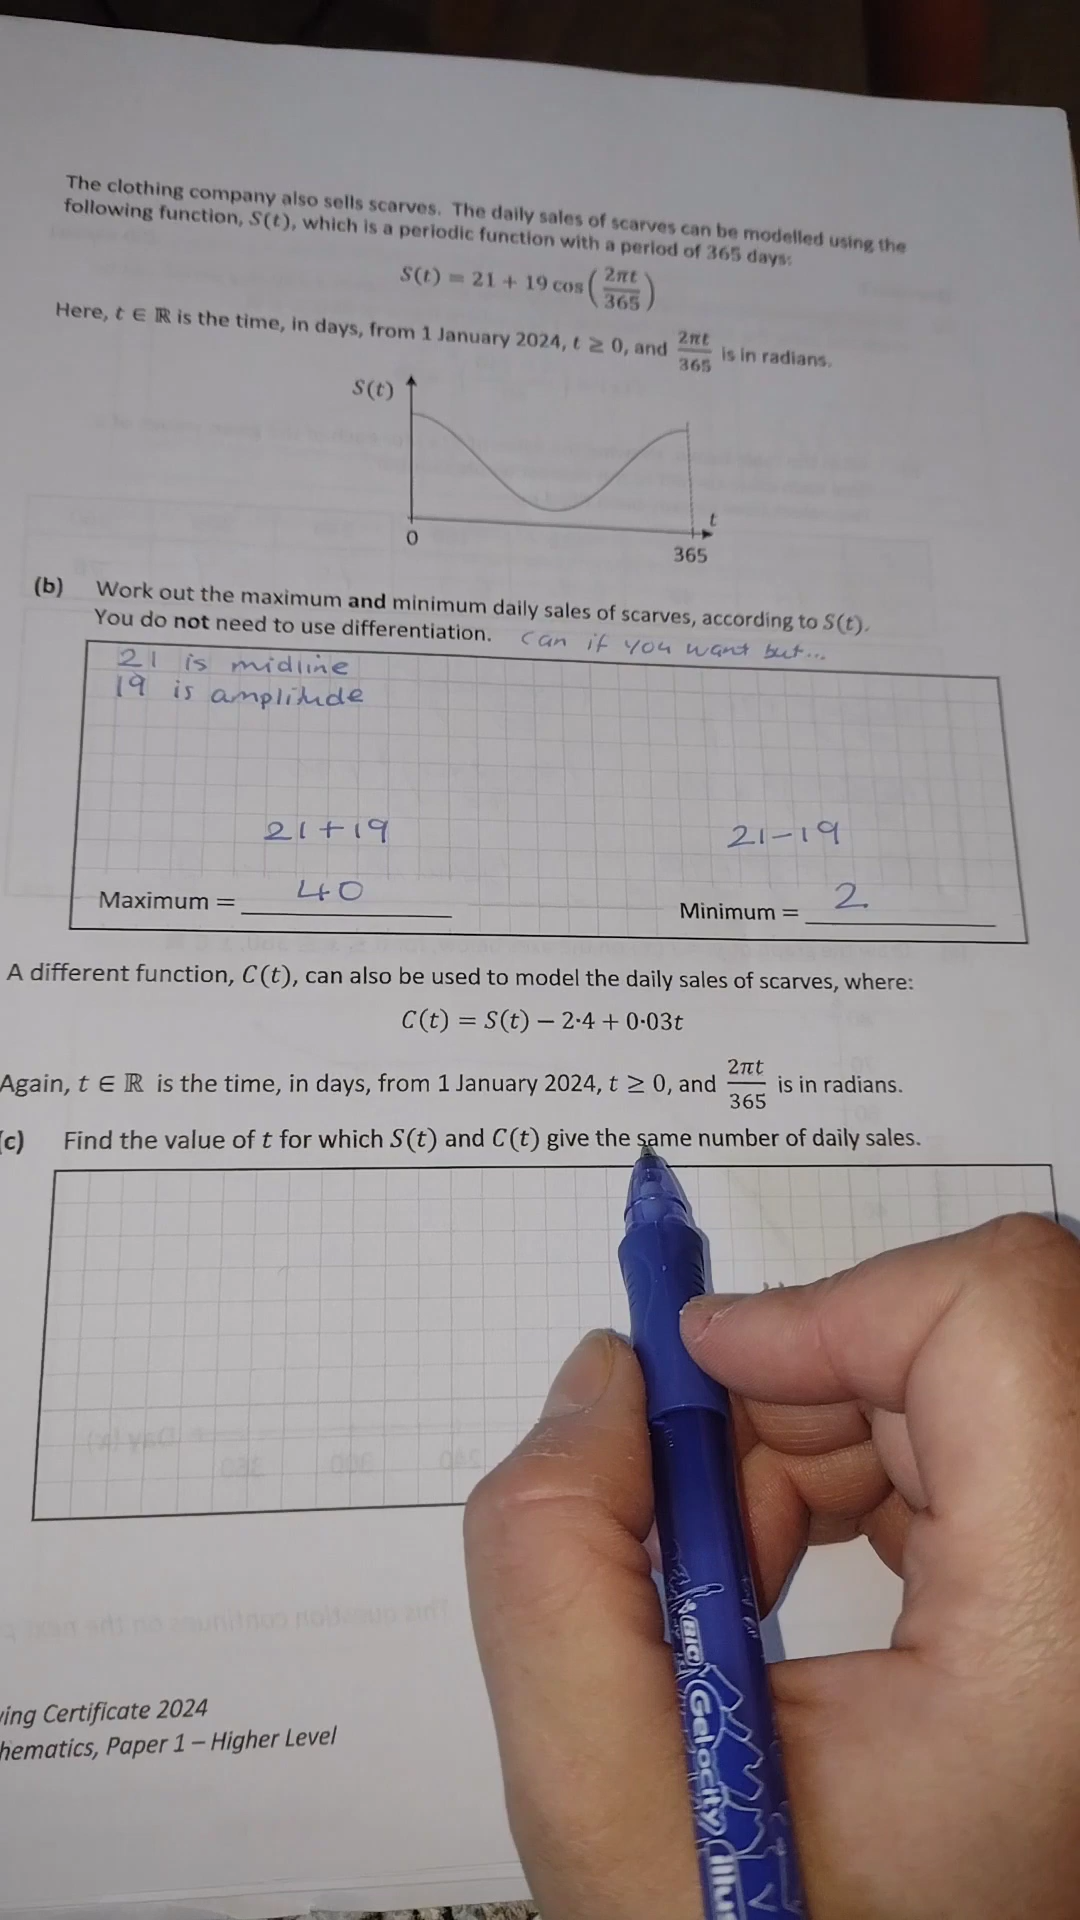 The clothing company also sells scarves. The daily sales of scarves can be modelled using the
following function, S(t), which is a periodic function with a period of 365 days:
S(t) = 21 + 19 cos(2πt/365)
Here, t ∈ ℝ is the time, in days, from 1 January 2024, t ≥ 0, and 2πt/365 is in radians.
S(t)
t
0
365
(b) Work out the maximum and minimum daily sales of scarves, according to S(t).
You do not need to use differentiation. can if you want but...
21 is midline
19 is amplitude
21+19 21-19
Maximum = 40 Minimum = 2.
A different function, C(t), can also be used to model the daily sales of scarves, where:
C(t) = S(t) − 2·4 + 0·03t
Again, t ∈ ℝ is the time, in days, from 1 January 2024, t ≥ 0, and 2πt/365 is in radians.
(c) Find the value of t for which S(t) and C(t) give the same number of daily sales.
ing Certificate 2024
hematics, Paper 1 – Higher Level
BIC Gelocity Illu